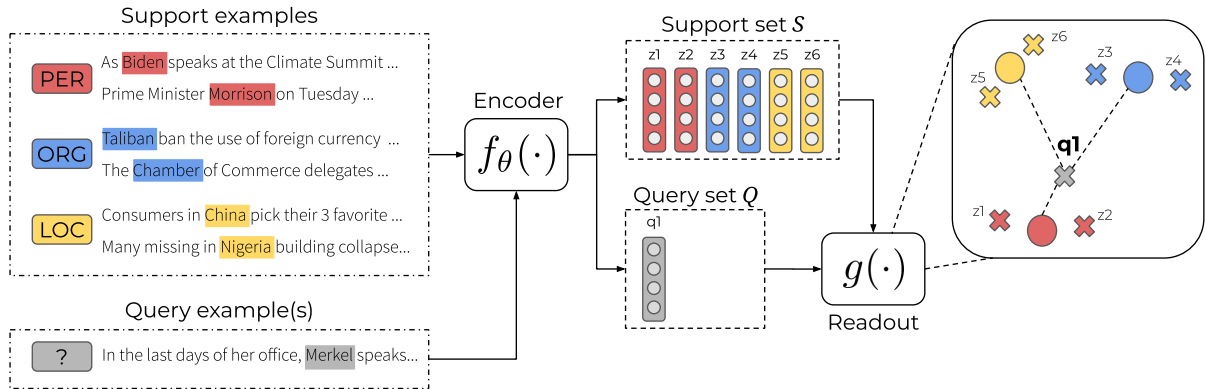 Support examples
PER
As Biden speaks at the Climate Summit ...
Prime Minister Morrison on Tuesday ...
ORG
Taliban ban the use of foreign currency ...
The Chamber of Commerce delegates ...
LOC
Consumers in China pick their 3 favorite ...
Many missing in Nigeria building collapse...
Query example(s)
?
In the last days of her office, Merkel speaks...
Encoder
fθ(·)
Support set S
z1 z2 z3 z4 z5 z6
Query set Q
q1
g(·)
Readout
z6
z3
z4
z5
q1
z1
z2